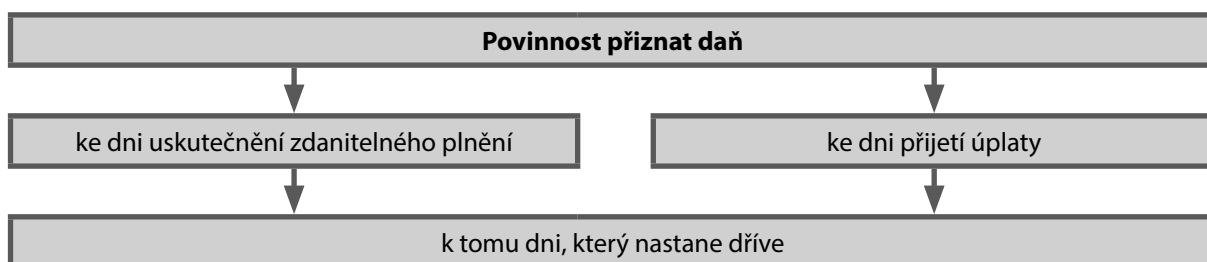 Povinnost přiznat daň
ke dni uskutečnění zdanitelného plnění
ke dni přijetí úplaty
k tomu dni, který nastane dříve